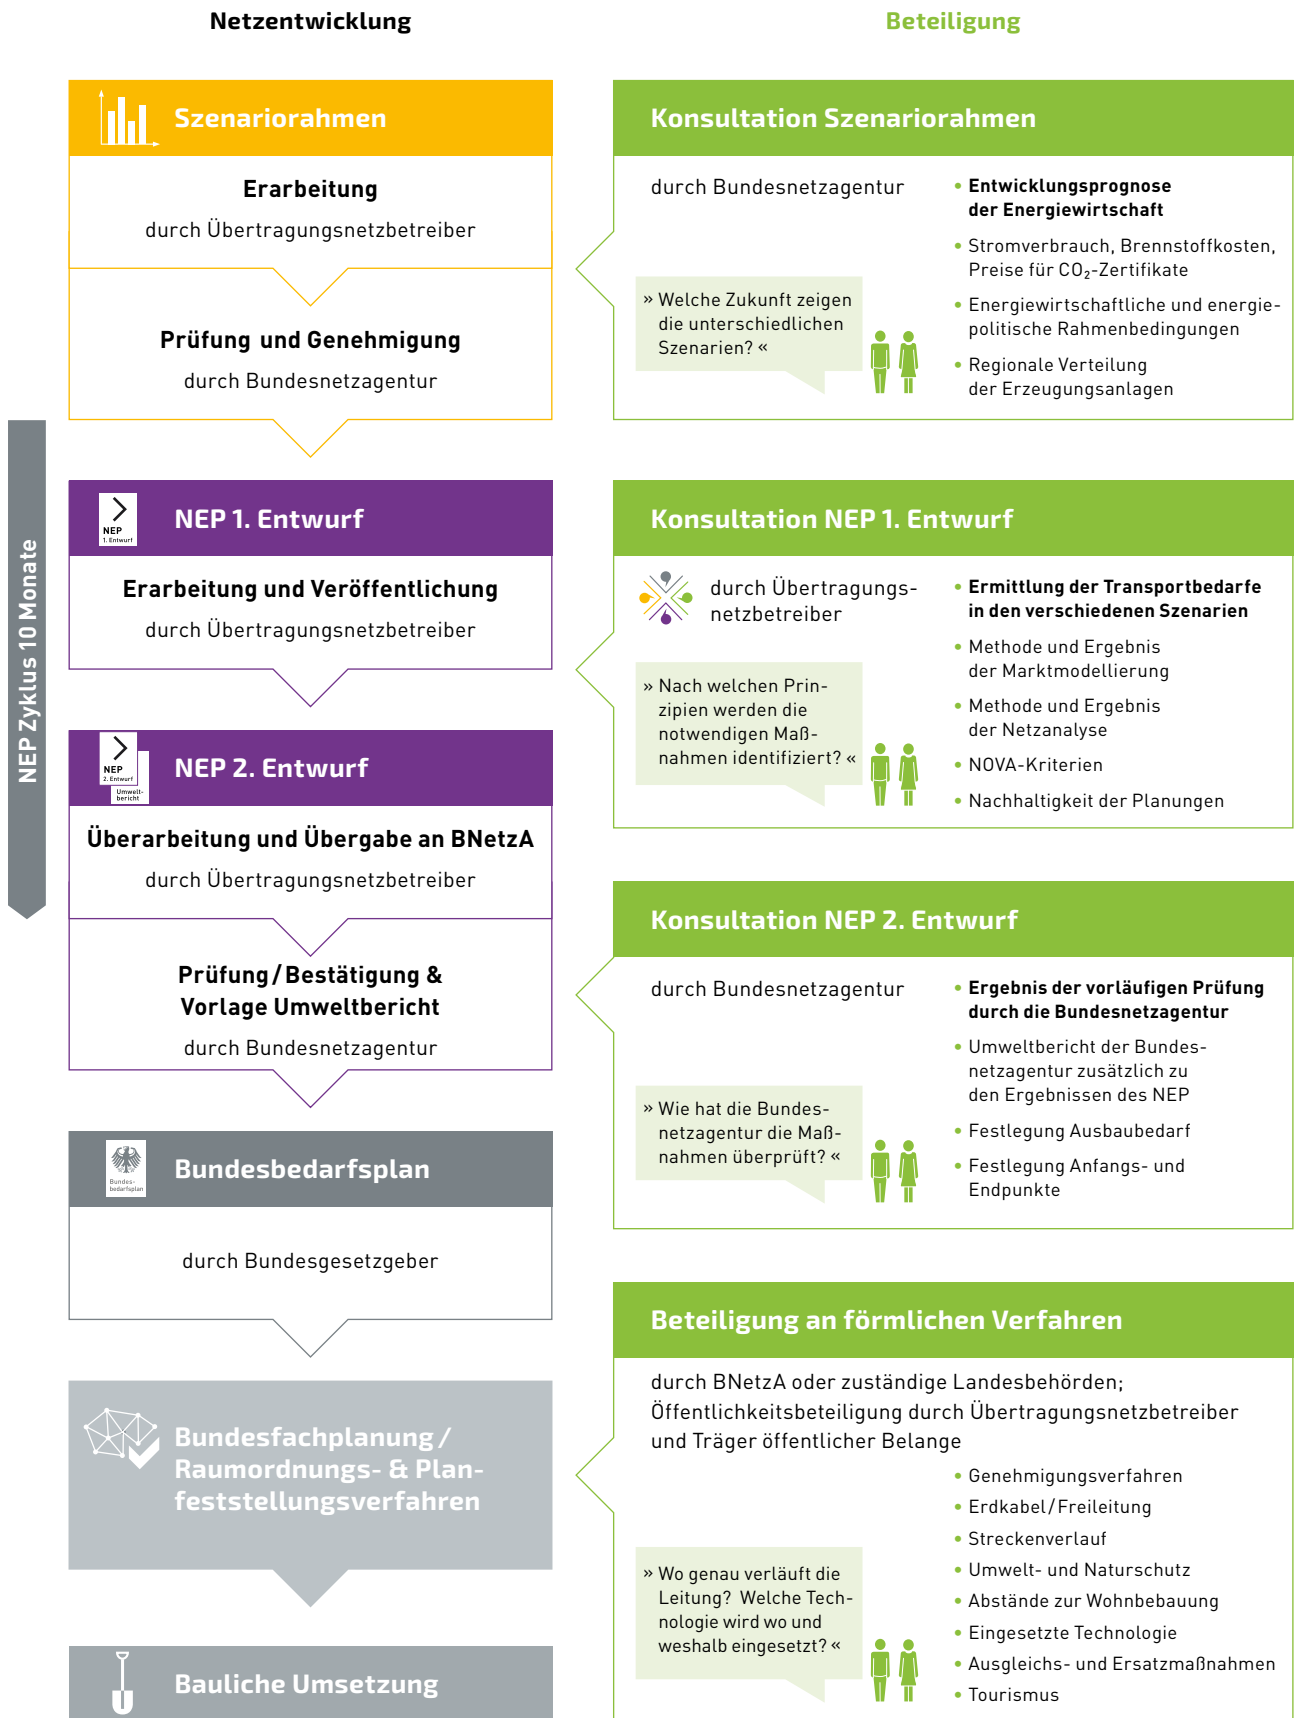 Netzentwicklung
Beteiligung
Szenariorahmen
Erarbeitung
durch Übertragungsnetzbetreiber
Prüfung und Genehmigung
durch Bundesnetzagentur
Konsultation Szenariorahmen
durch Bundesnetzagentur
» Welche Zukunft zeigen
die unterschiedlichen
Szenarien? «
• Entwicklungsprognose
der Energiewirtschaft
• Stromverbrauch, Brennstoffkosten,
Preise für CO₂-Zertifikate
• Energiewirtschaftliche und energie-
politische Rahmenbedingungen
• Regionale Verteilung
der Erzeugungsanlagen
NEP Zyklus 10 Monate
NEP
1. Entwurf
NEP 1. Entwurf
Erarbeitung und Veröffentlichung
durch Übertragungsnetzbetreiber
Konsultation NEP 1. Entwurf
durch Übertragungs-
netzbetreiber
» Nach welchen Prin-
zipien werden die
notwendigen Maß-
nahmen identifiziert? «
• Ermittlung der Transportbedarfe
in den verschiedenen Szenarien
• Methode und Ergebnis
der Marktmodellierung
• Methode und Ergebnis
der Netzanalyse
• NOVA-Kriterien
• Nachhaltigkeit der Planungen
NEP
2. Entwurf
Umwelt-
bericht
NEP 2. Entwurf
Überarbeitung und Übergabe an BNetzA
durch Übertragungsnetzbetreiber
Prüfung / Bestätigung &
Vorlage Umweltbericht
durch Bundesnetzagentur
Konsultation NEP 2. Entwurf
durch Bundesnetzagentur
» Wie hat die Bundes-
netzagentur die Maß-
nahmen überprüft? «
• Ergebnis der vorläufigen Prüfung
durch die Bundesnetzagentur
• Umweltbericht der Bundes-
netzagentur zusätzlich zu
den Ergebnissen des NEP
• Festlegung Ausbaubedarf
• Festlegung Anfangs- und
Endpunkte
Bundes-
bedarfsplan
Bundesbedarfsplan
durch Bundesgesetzgeber
Bundesfachplanung /
Raumordnungs- & Plan-
feststellungsverfahren
Bauliche Umsetzung
Beteiligung an förmlichen Verfahren
durch BNetzA oder zuständige Landesbehörden;
Öffentlichkeitsbeteiligung durch Übertragungsnetzbetreiber
und Träger öffentlicher Belange
» Wo genau verläuft die
Leitung? Welche Tech-
nologie wird wo und
weshalb eingesetzt? «
• Genehmigungsverfahren
• Erdkabel / Freileitung
• Streckenverlauf
• Umwelt- und Naturschutz
• Abstände zur Wohnbebauung
• Eingesetzte Technologie
• Ausgleichs- und Ersatzmaßnahmen
• Tourismus